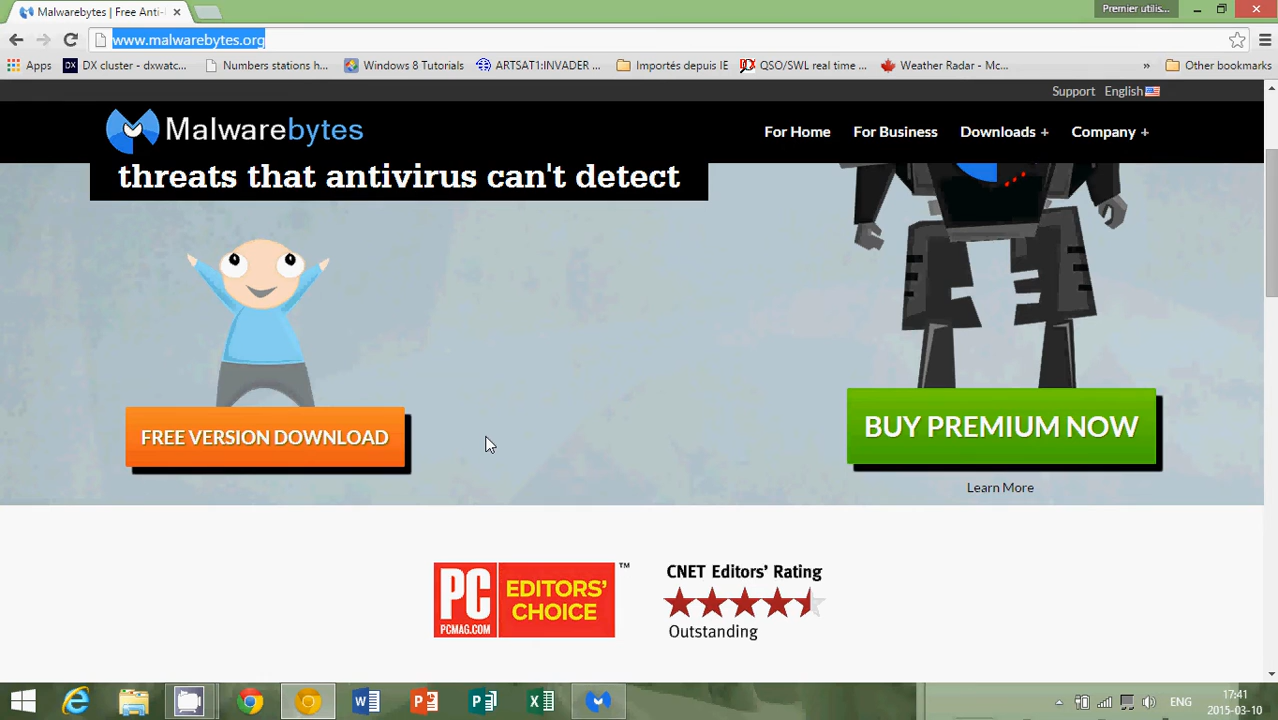 Malwarebytes | Free Anti-
Premier utilis...
www.malwarebytes.org
Apps
DX cluster - dxwatc...
Numbers stations h...
Windows 8 Tutorials
ARTSAT1:INVADER ...
Importés depuis IE
QSO/SWL real time ...
Weather Radar - Mc...
»
Other bookmarks
Support English
Malwarebytes
For Home For Business Downloads + Company +
threats that antivirus can't detect
FREE VERSION DOWNLOAD
BUY PREMIUM NOW
Learn More
PC
PCMAG.COM
EDITORS'
CHOICE
™
CNET Editors' Rating
Outstanding
ENG
17:41
2015-03-10